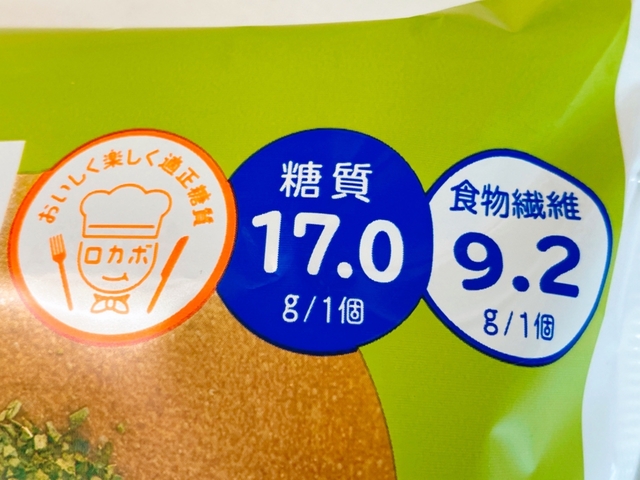 おいしく楽しく適正糖質
ロカボ
糖質
17.0
g/1個
食物繊維
9.2
g/1個